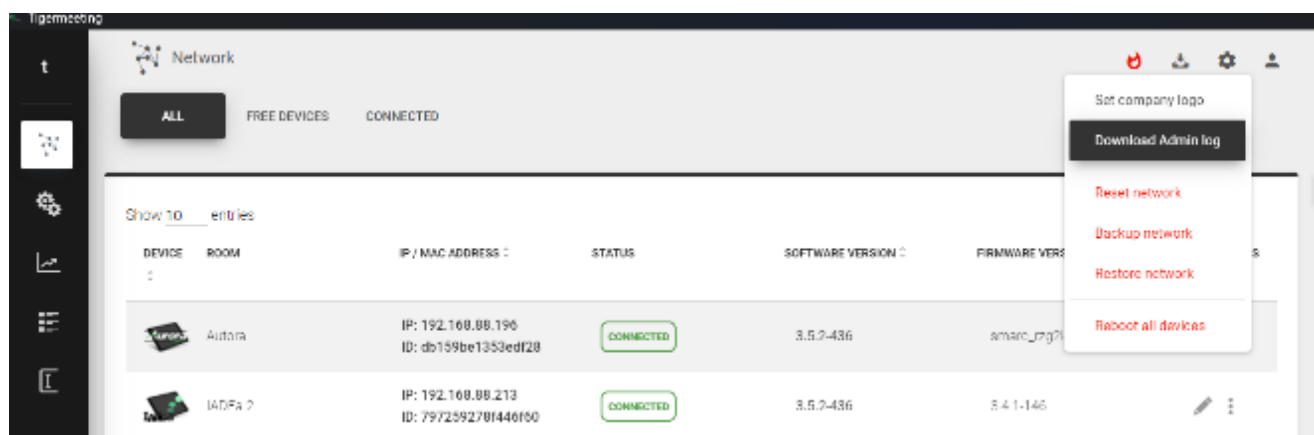 Tigermeeting
t
Network
ALL
FREE DEVICES
CONNECTED
Set company logo
Download Admin log
Reset network
Backup network
Restore network
Reboot all devices
Show 10 entries
DEVICE
ROOM
IP / MAC ADDRESS
STATUS
SOFTWARE VERSION
FIRMWARE VERS
S
Autora
IP: 192.168.88.196
ID: db159be1353edf28
CONNECTED
3.5.2-436
IP: 192.168.88.213
ID: 797259278f446f60
CONNECTED
3.5.2-436
3.4.1-146